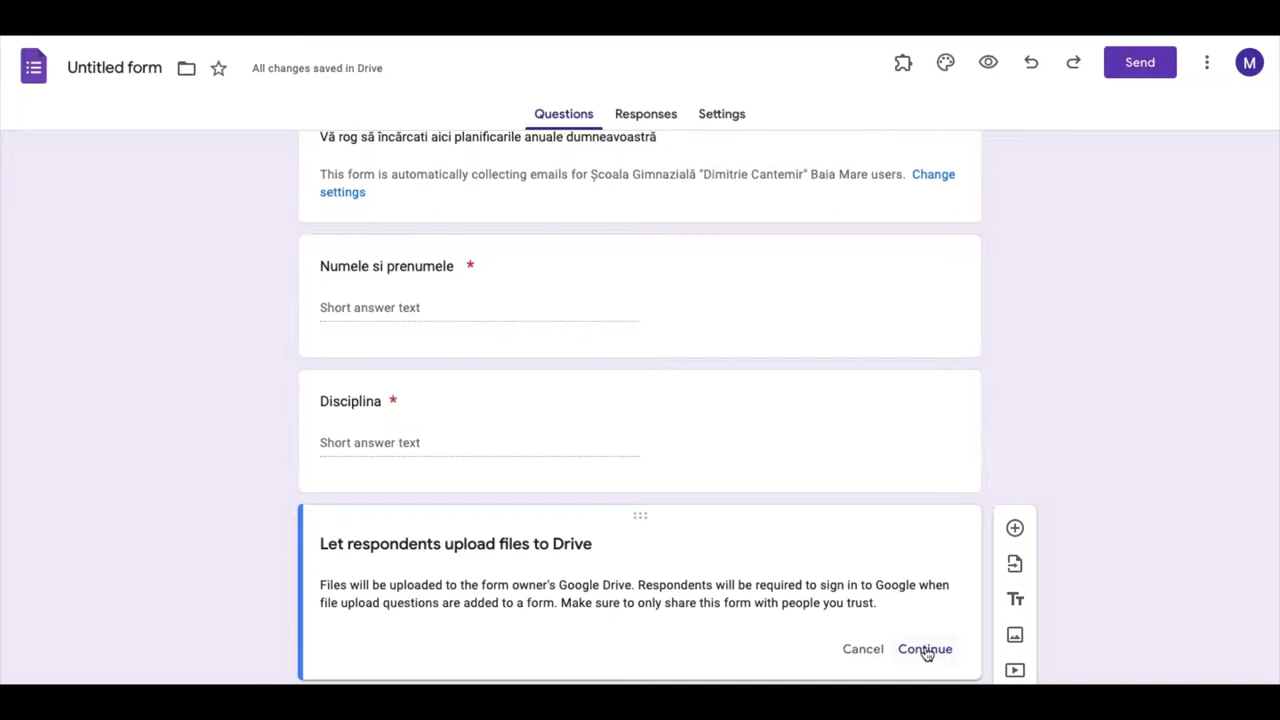 Untitled form
All changes saved in Drive
Send
M
Questions
Responses
Settings
Vă rog să încărcati aici planificarile anuale dumneavoastră
This form is automatically collecting emails for Școala Gimnazială "Dimitrie Cantemir" Baia Mare users. Change
settings
Numele si prenumele *
Short answer text
Disciplina *
Short answer text
Let respondents upload files to Drive
Files will be uploaded to the form owner's Google Drive. Respondents will be required to sign in to Google when
file upload questions are added to a form. Make sure to only share this form with people you trust.
Cancel
Continue
Tт